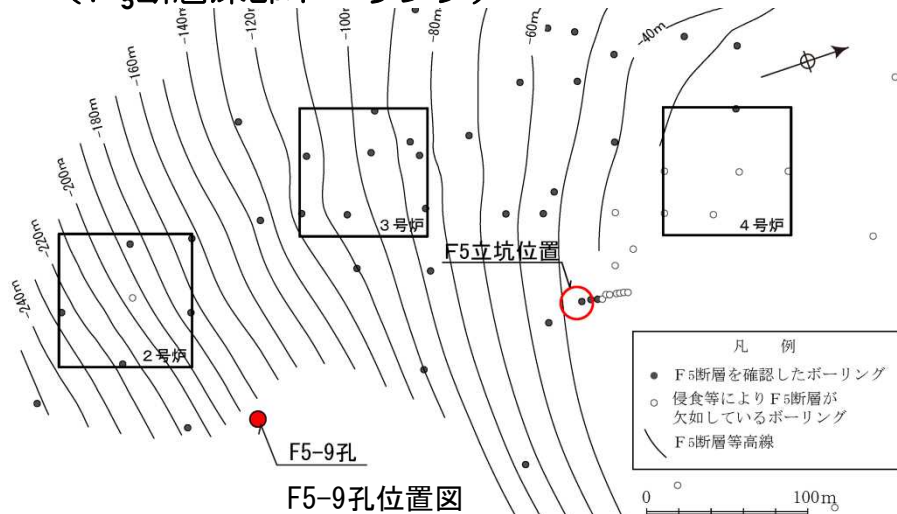 -140m
-120m
-100m
-80m
-60m
-40m
-160m
-180m
-200m
-220m
-240m
3号炉
4号炉
2号炉
F5立坑位置
F5-9孔
F5-9孔位置図
凡 例
F5断層を確認したボーリング
侵食等によりF5断層が
欠如しているボーリング
F5断層等高線
0 100m